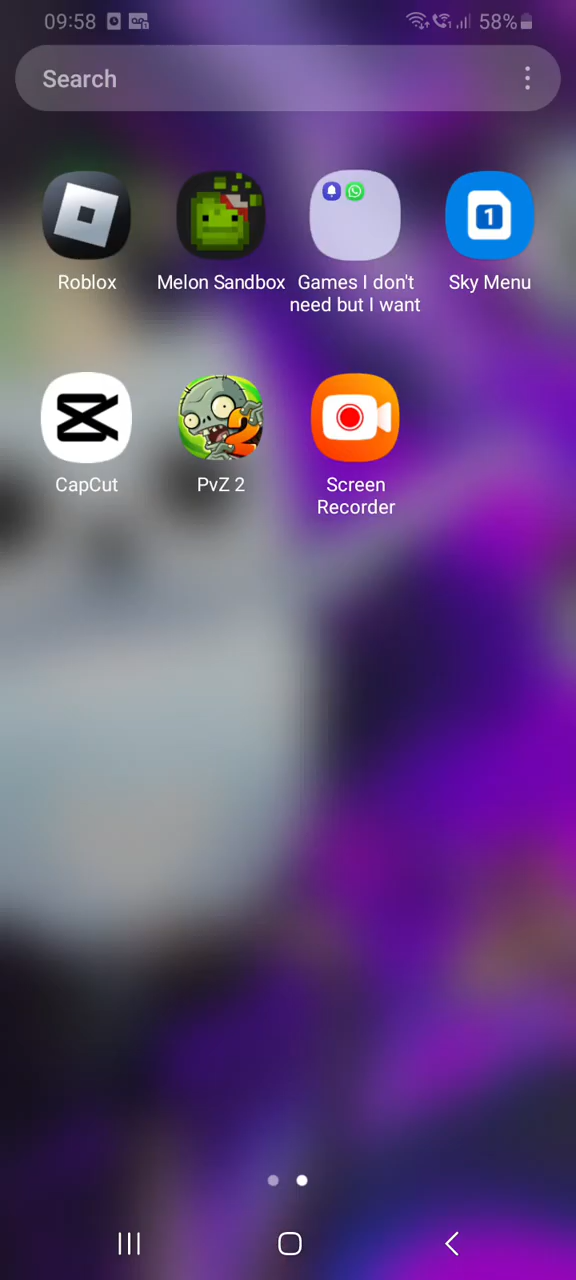 09:58
58%
Search
Roblox
Melon Sandbox
Games I don't
need but I want
1
Sky Menu
CapCut
2
PvZ 2
Screen
Recorder